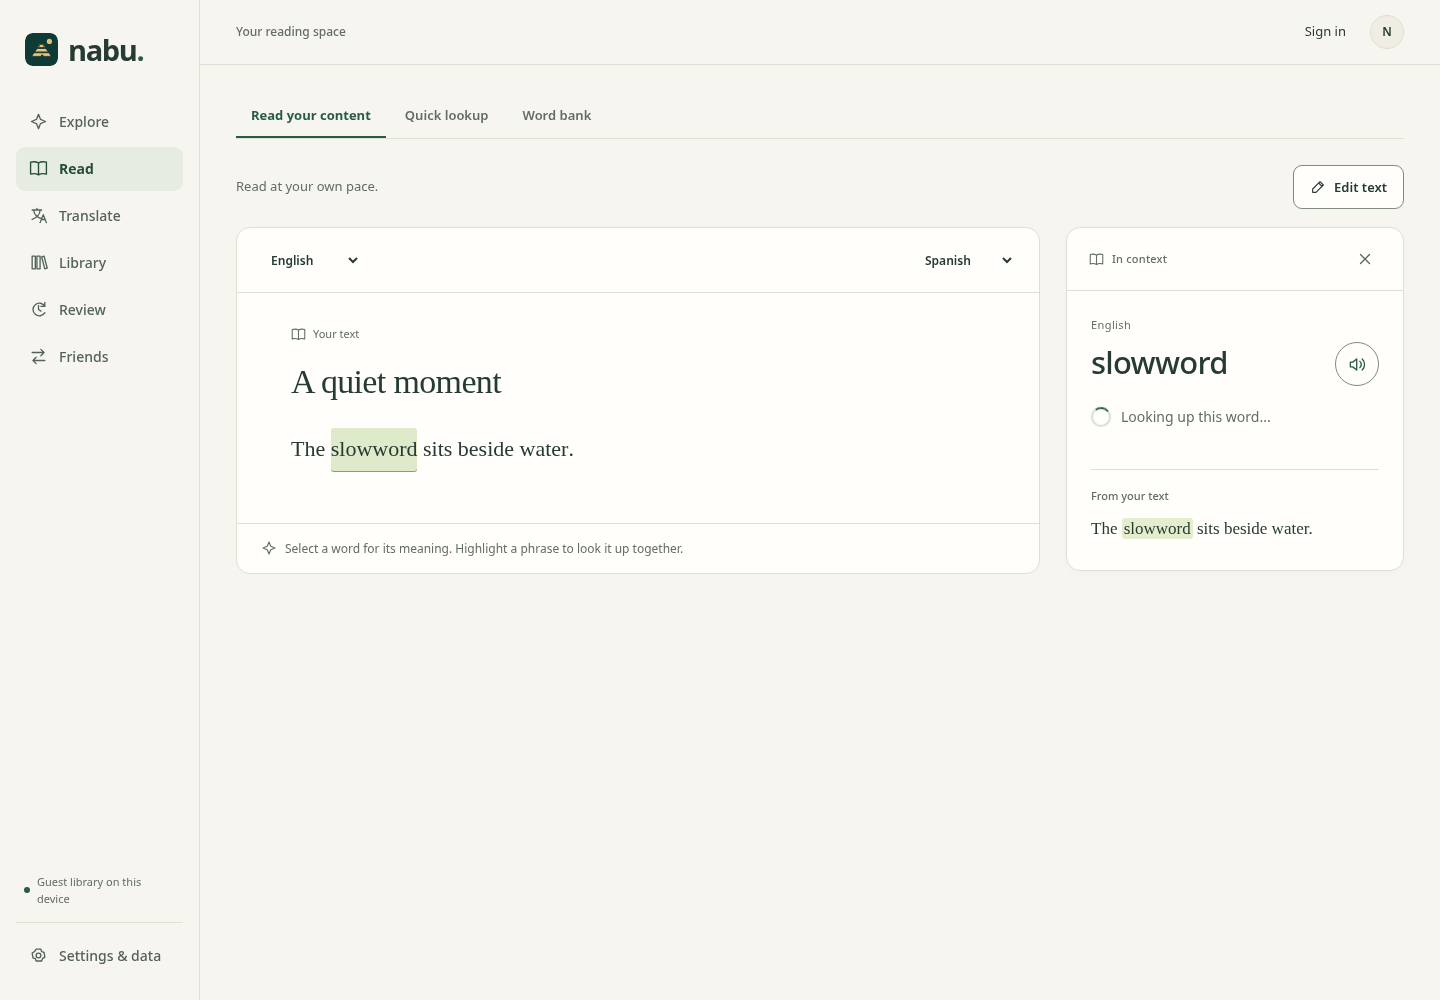 nabu.
Explore
Read
Translate
Library
Review
Friends
Guest library on this
device
Settings & data
Your reading space
Sign in
N
Read your content
Quick lookup
Word bank
Read at your own pace.
Edit text
English
Spanish
Your text
A quiet moment
The slowword sits beside water.
Select a word for its meaning. Highlight a phrase to look it up together.
In context
English
slowword
Looking up this word...
From your text
The slowword sits beside water.